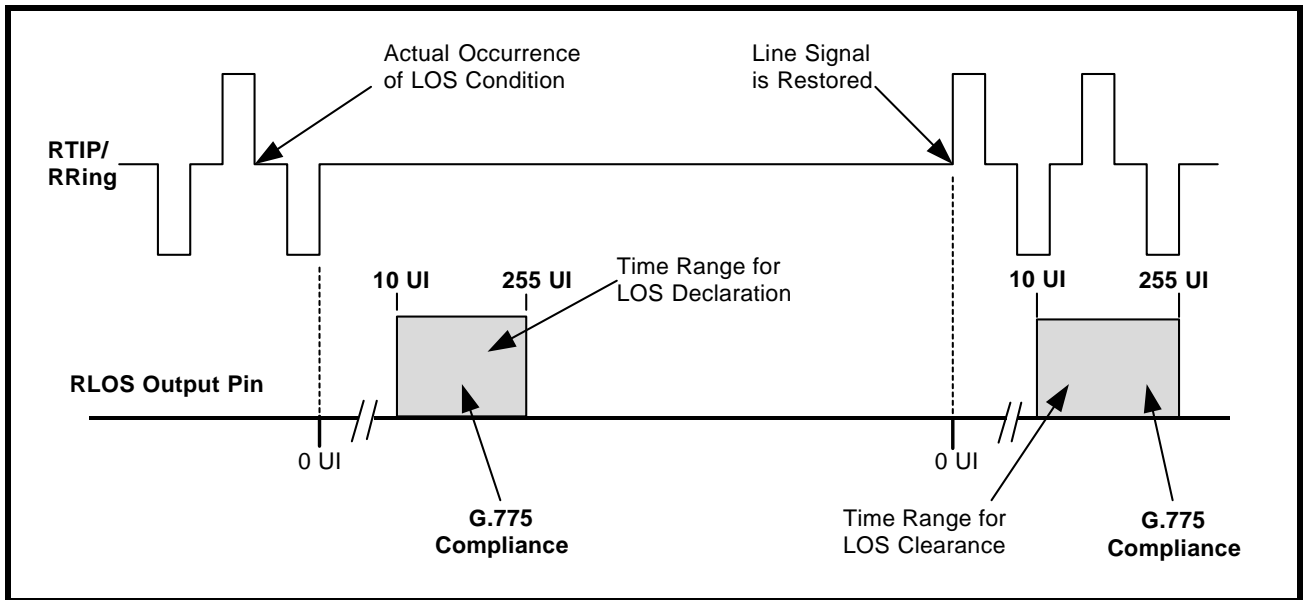 Actual Occurrence
of LOS Condition
Line Signal
is Restored
RTIP/
RRing
10 UI
255 UI
Time Range for
LOS Declaration
10 UI
255 UI
RLOS Output Pin
0 UI
0 UI
G.775
Compliance
Time Range for
LOS Clearance
G.775
Compliance